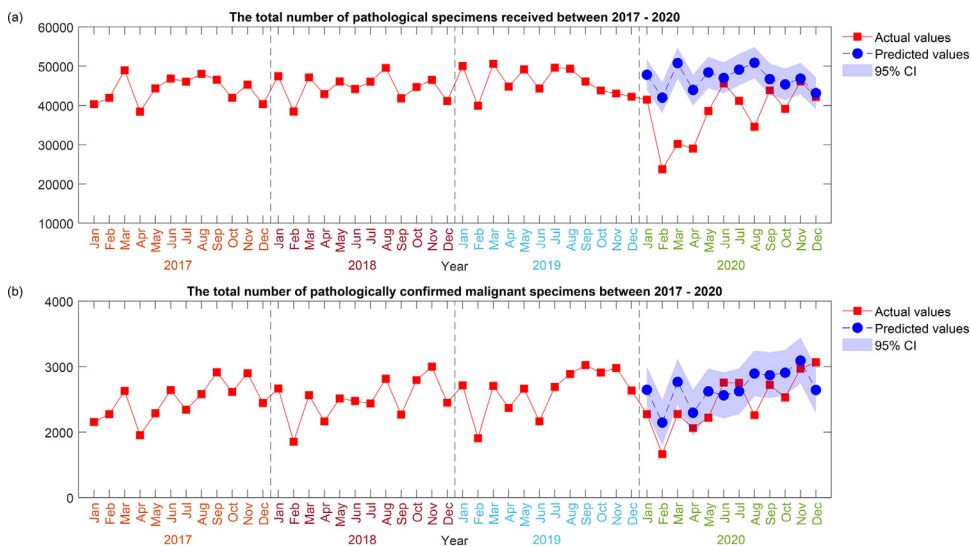 (a)
The total number of pathological specimens received between 2017 - 2020
60000
50000
40000
30000
20000
10000
Actual values
Predicted values
95% CI
Jan Feb Mar Apr May Jun Jul Aug Sep Oct Nov Dec Jan Feb Mar Apr May Jun Jul Aug Sep Oct Nov Dec Jan Feb Mar Apr May Jun Jul Aug Sep Oct Nov Dec Jan Feb Mar Apr May Jun Jul Aug Sep Oct Nov Dec
2017 2018 Year 2019 2020
(b)
The total number of pathologically confirmed malignant specimens between 2017 - 2020
4000
3000
2000
0
Actual values
Predicted values
95% CI
Jan Feb Mar Apr May Jun Jul Aug Sep Oct Nov Dec Jan Feb Mar Apr May Jun Jul Aug Sep Oct Nov Dec Jan Feb Mar Apr May Jun Jul Aug Sep Oct Nov Dec Jan Feb Mar Apr May Jun Jul Aug Sep Oct Nov Dec
2017 2018 Year 2019 2020